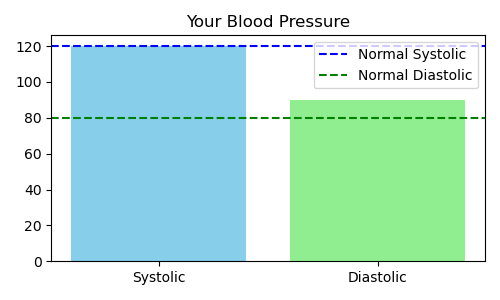 Your Blood Pressure
120
100
80
60
40
20
0
Normal Systolic
Normal Diastolic
Systolic
Diastolic